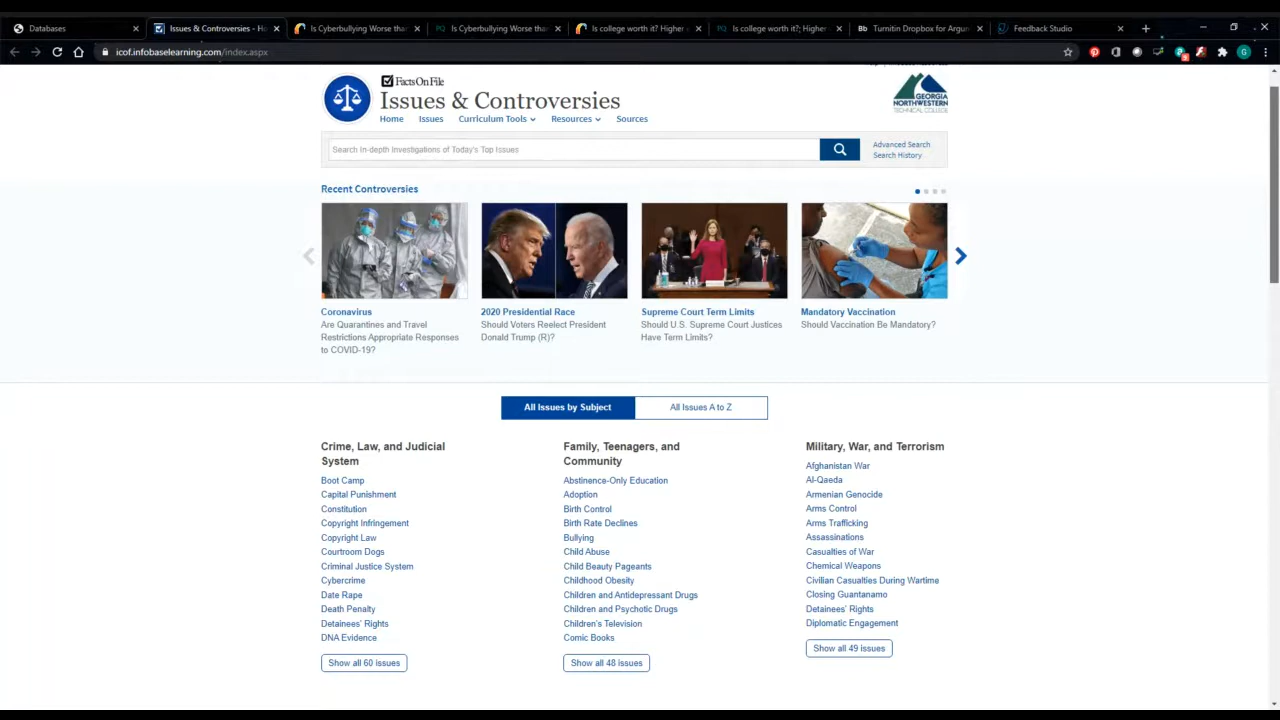 Databases
Issues & Controversies - Ho
Is Cyberbullying Worse than
Is Cyberbullying Worse than
Is college worth it? Higher e
Is college worth it?; Higher
Turnitin Dropbox for Argum
Feedback Studio
icof.infobaselearning.com/index.aspx
G
FactsOnFile
Issues & Controversies
GEORGIA
NORTHWESTERN
TECHNICAL COLLEGE
Home Issues Curriculum Tools Resources Sources
Search In-depth Investigations of Today's Top Issues
Advanced Search
Search History
Recent Controversies
Coronavirus
Are Quarantines and Travel
Restrictions Appropriate Responses
to COVID-19?
2020 Presidential Race
Should Voters Reelect President
Donald Trump (R)?
Supreme Court Term Limits
Should U.S. Supreme Court Justices
Have Term Limits?
Mandatory Vaccination
Should Vaccination Be Mandatory?
All Issues by Subject
All Issues A to Z
Crime, Law, and Judicial
System
Boot Camp
Capital Punishment
Constitution
Copyright Infringement
Copyright Law
Courtroom Dogs
Criminal Justice System
Cybercrime
Date Rape
Death Penalty
Detainees' Rights
DNA Evidence
Show all 60 issues
Family, Teenagers, and
Community
Abstinence-Only Education
Adoption
Birth Control
Birth Rate Declines
Bullying
Child Abuse
Child Beauty Pageants
Childhood Obesity
Children and Antidepressant Drugs
Children and Psychotic Drugs
Children's Television
Comic Books
Show all 48 issues
Military, War, and Terrorism
Afghanistan War
Al-Qaeda
Armenian Genocide
Arms Control
Arms Trafficking
Assassinations
Casualties of War
Chemical Weapons
Civilian Casualties During Wartime
Closing Guantanamo
Detainees' Rights
Diplomatic Engagement
Show all 49 issues